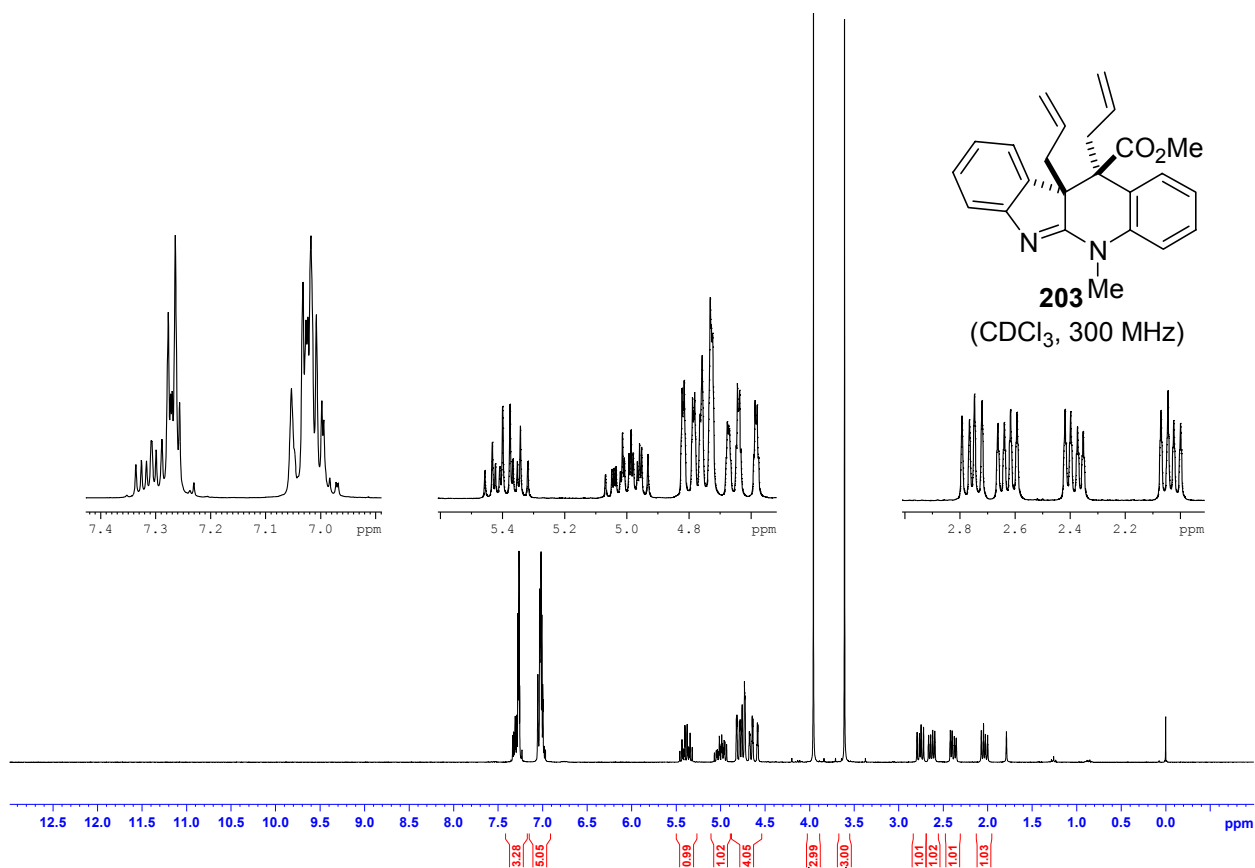 CO₂Me
N
N
Me
203
(CDCl₃, 300 MHz)
7.4 7.3 7.2 7.1 7.0 ppm
5.4 5.2 5.0 4.8
2.8 2.6 2.4 2.2 ppm
12.5 12.0 11.5 11.0 10.5 10.0 9.5 9.0 8.5 8.0 7.5 7.0 6.5 6.0 5.5 5.0 4.5 4.0 3.5 3.0 2.5 2.0 1.5 1.0 0.5 0.0 ppm
3.28 5.05 0.99 1.02 4.05 2.99 3.00 1.01 1.02 1.01 1.03